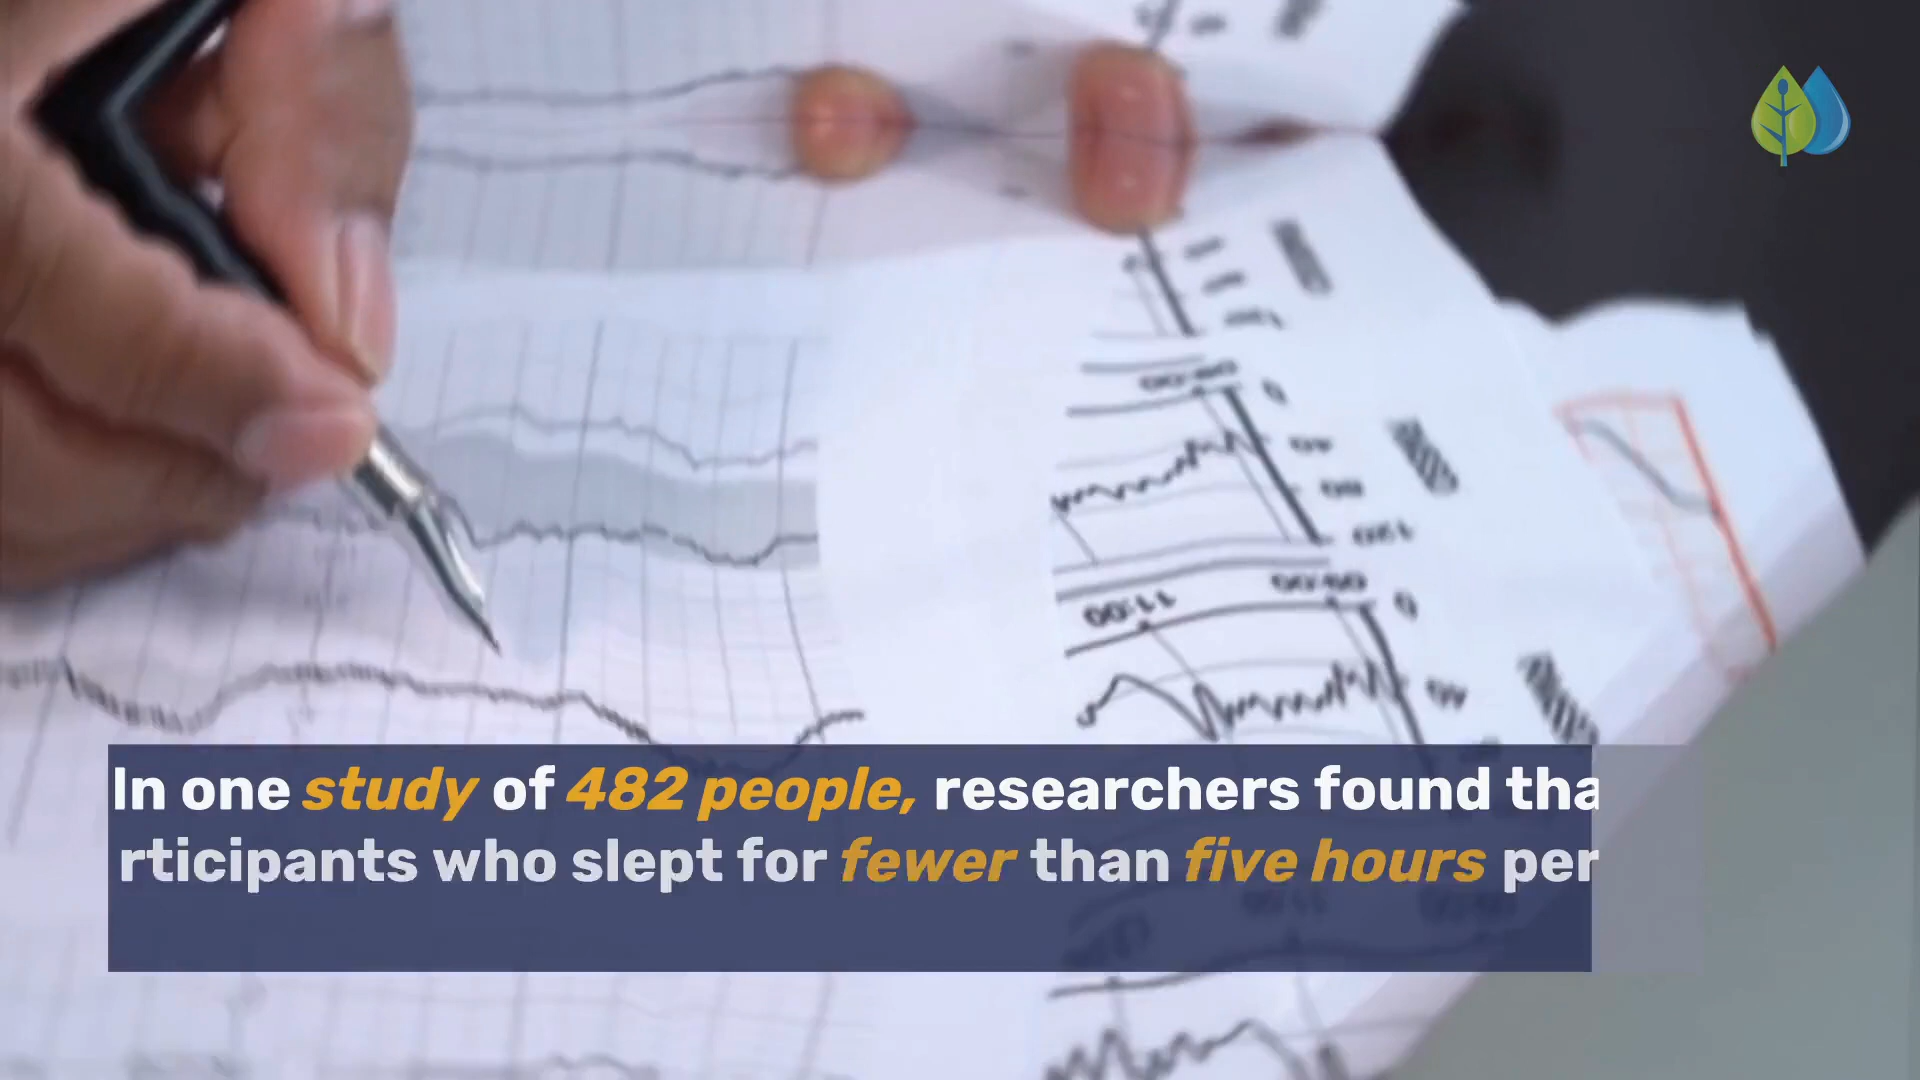 In one study of 482 people, researchers found tha
rticipants who slept for fewer than five hours per